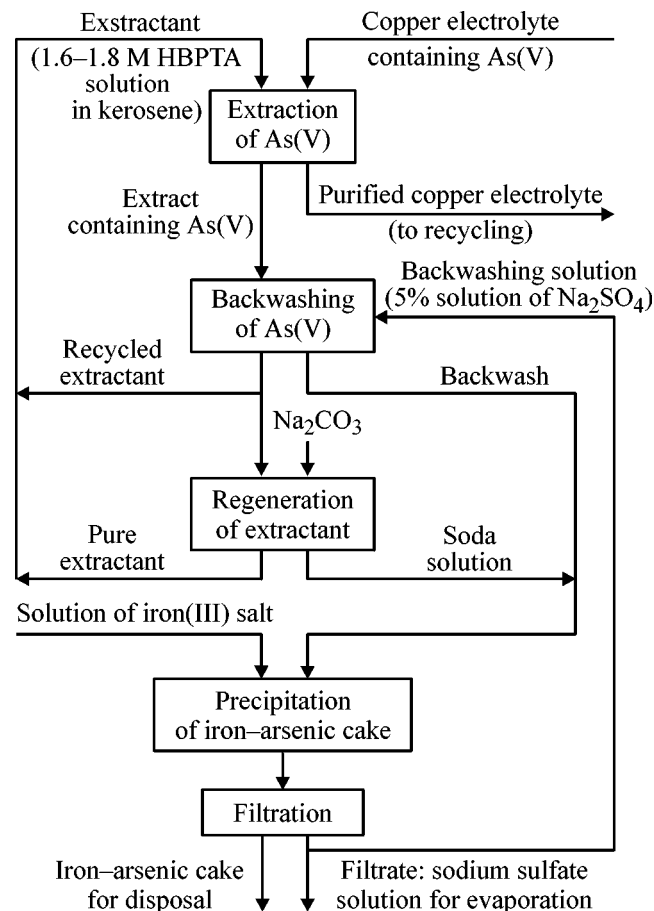 Exstractant
(1.6–1.8 M HBPTA
solution
in kerosene)
Copper electrolyte
containing As(V)
Extraction
of As(V)
Extract
containing As(V)
Purified copper electrolyte
(to recycling)
Backwashing solution
(5% solution of Na₂SO₄)
Backwashing
of As(V)
Recycled
extractant
Backwash
Na₂CO₃
Regeneration
of extractant
Pure
extractant
Soda
solution
Solution of iron(III) salt
Precipitation
of iron–arsenic cake
Filtration
Iron–arsenic cake
for disposal
Filtrate: sodium sulfate
solution for evaporation